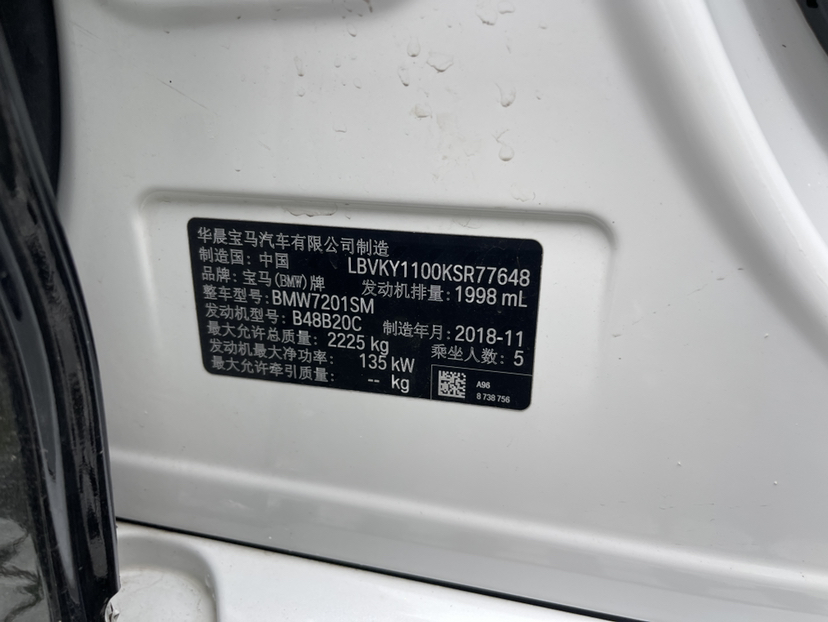 华晨宝马汽车有限公司制造
制造国: 中国 LBVKY1100KSR77648
品牌: 宝马(BMW)牌 发动机排量: 1998 mL
整车型号: BMW7201SM
发动机型号: B48B20C 制造年月: 2018-11
最大允许总质量: 2225 kg 乘坐人数: 5
发动机最大净功率: 135 kW
最大允许牵引质量: -- kg
A96
8 738 756